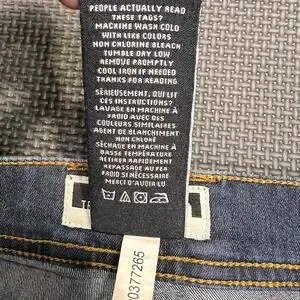 PEOPLE ACTUALLY READ
THESE TAGS?
MACHINE WASH COLD
WITH LIKE COLORS
NON CHLORINE BLEACH
TUMBLE DRY LOW
REMOVE PROMPTLY
COOL IRON IF NEEDED
THANKS FOR READING
SÉRIEUSEMENT, QUI LIT
CES INSTRUCTIONS?
LAVAGE EN MACHINE À
FROID AVEC DES
COULEURS SIMILAIRES
AGENT DE BLANCHIMENT
NON CHLORÉ
SÉCHAGE EN MACHINE À
BASSE TEMPÉRATURE
RETIRER RAPIDEMENT
REPASSAGE AU FER
FROID SI NÉCESSAIRE
MERCI D'AVOIR LU
00377265